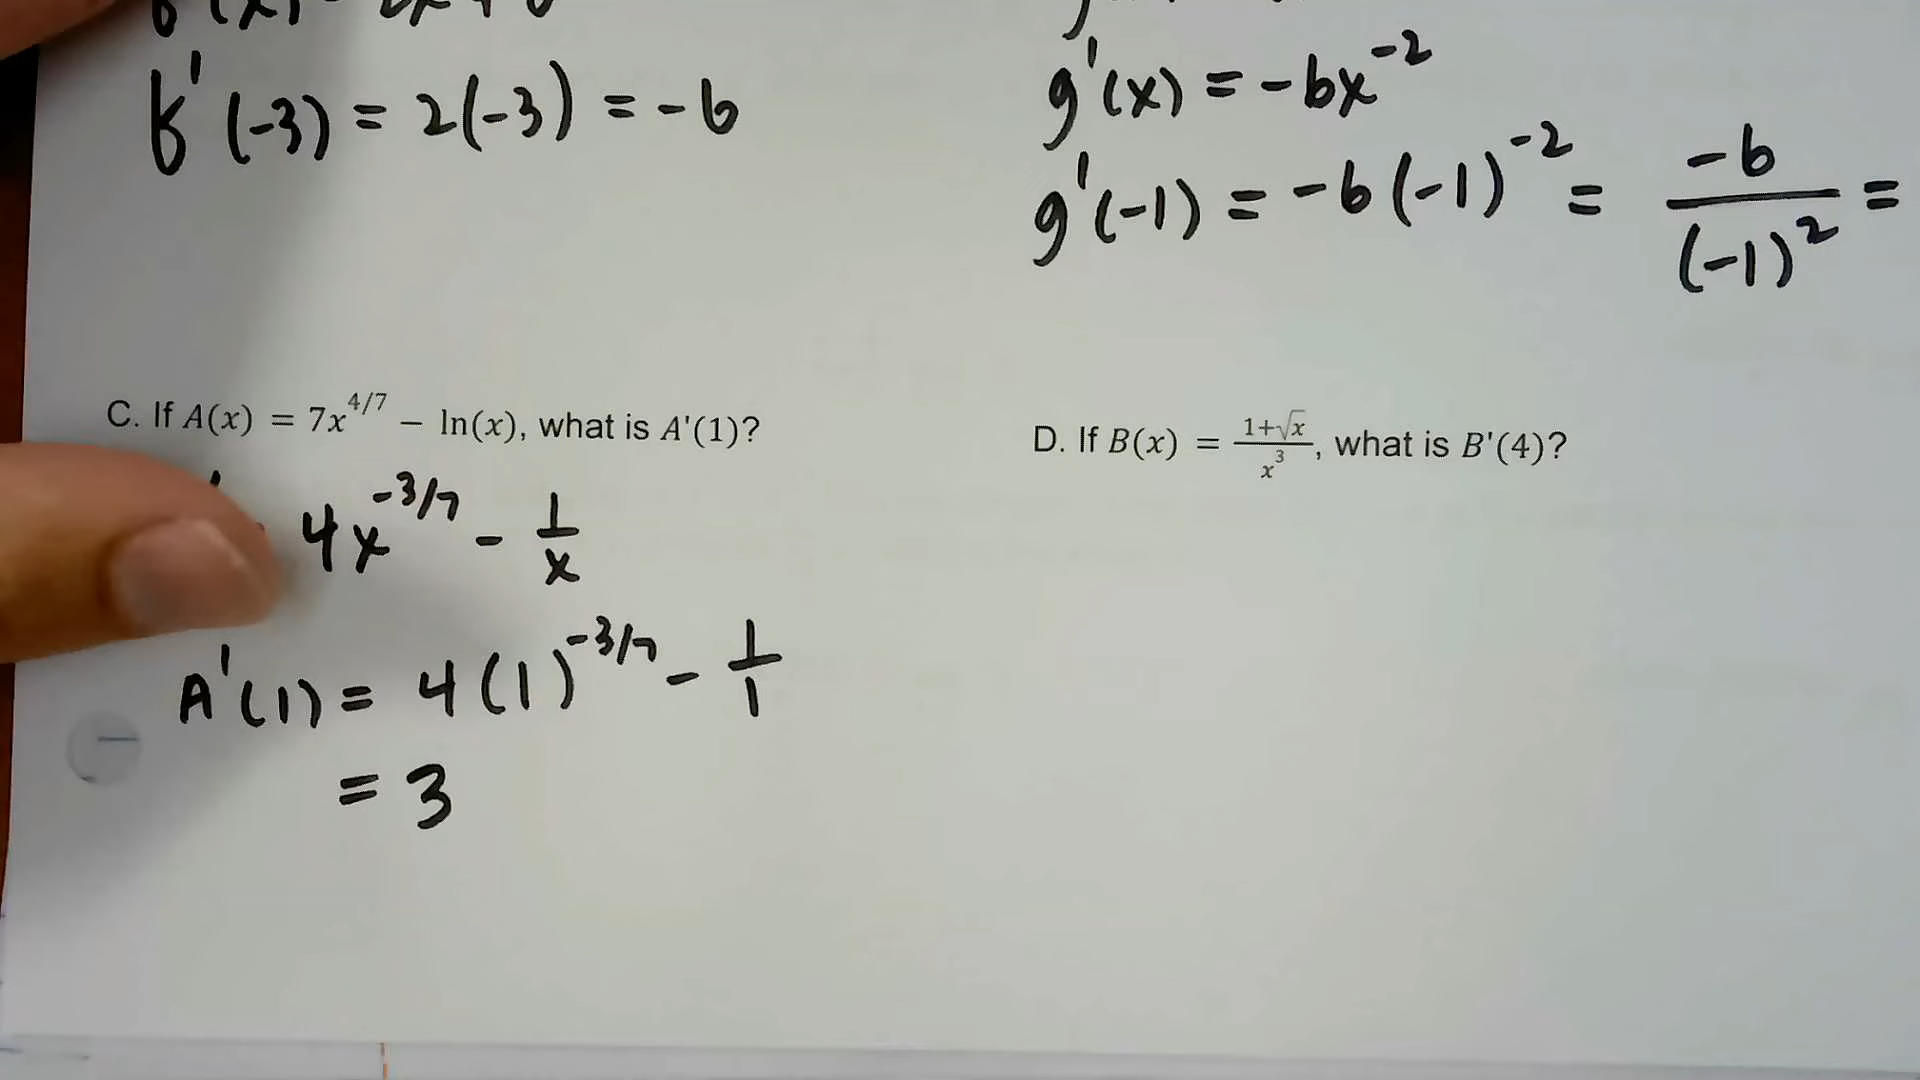 f'(-3) = 2(-3) = -6
g'(x) = -6x^-2
g'(-1) = -6(-1)^-2 = -6/(-1)^2 =
C. If A(x) = 7x^4/7 − ln(x), what is A'(1)?
4x^-3/7 - 1/x
A'(1) = 4(1)^-3/7 - 1/1
= 3
D. If B(x) = (1+√x)/x^3, what is B'(4)?